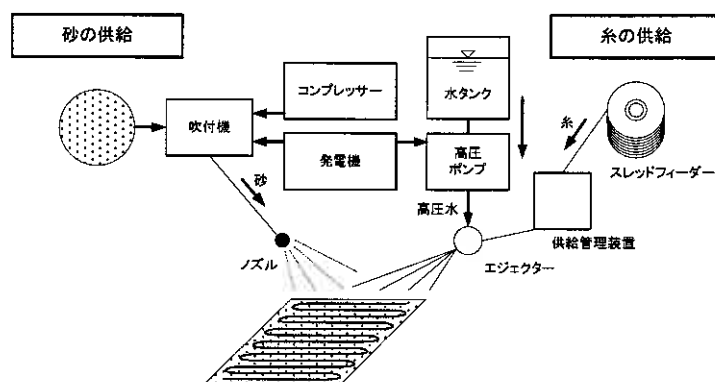 砂の供給
糸の供給
コンプレッサー
水タンク
吹付機
発電機
高圧
ポンプ
糸
スレッドフィーダー
砂
高圧水
供給管理装置
ノズル
エジェクター